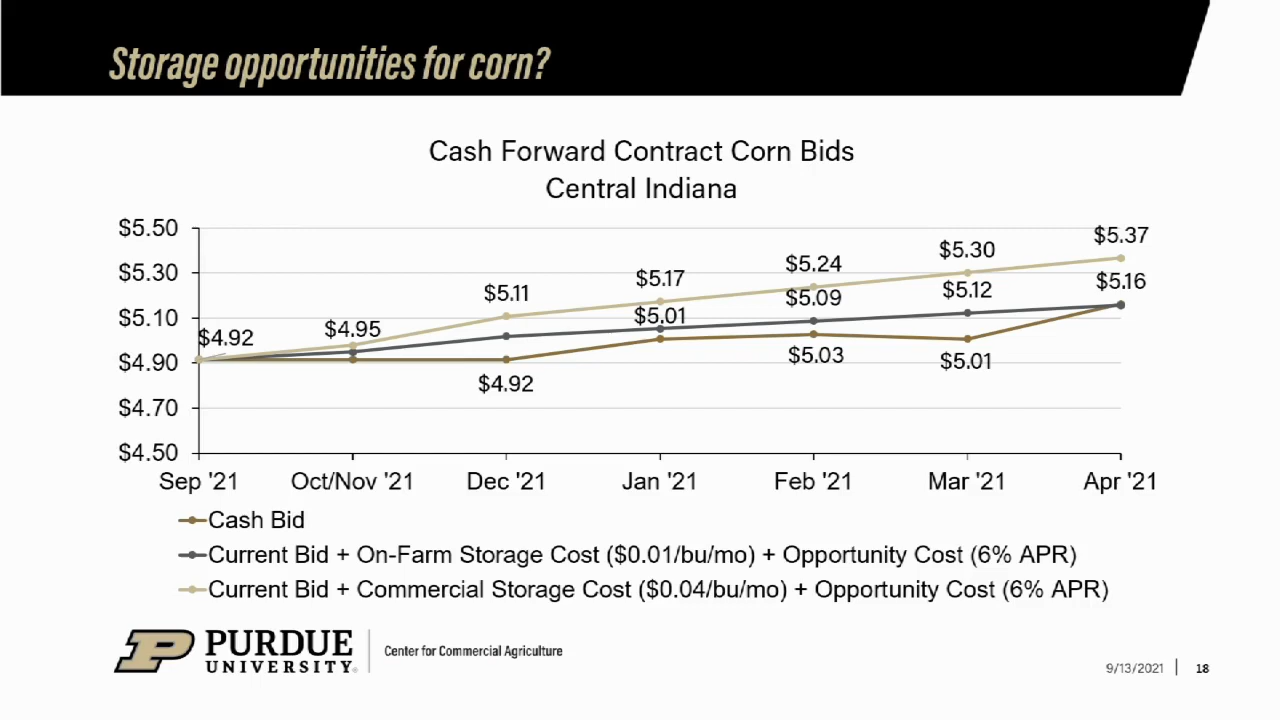 Storage opportunities for corn?
Cash Forward Contract Corn Bids
Central Indiana
$5.50
$5.30
$5.10
$4.90
$4.70
$4.50
$4.92
$4.95
$5.11
$4.92
$5.17
$5.01
$5.24
$5.09
$5.03
$5.30
$5.12
$5.01
$5.37
$5.16
Sep '21
Oct/Nov '21
Dec '21
Jan '21
Feb '21
Mar '21
Apr '21
Cash Bid
Current Bid + On-Farm Storage Cost ($0.01/bu/mo) + Opportunity Cost (6% APR)
Current Bid + Commercial Storage Cost ($0.04/bu/mo) + Opportunity Cost (6% APR)
P PURDUE
UNIVERSITY®
Center for Commercial Agriculture
9/13/2021 | 18